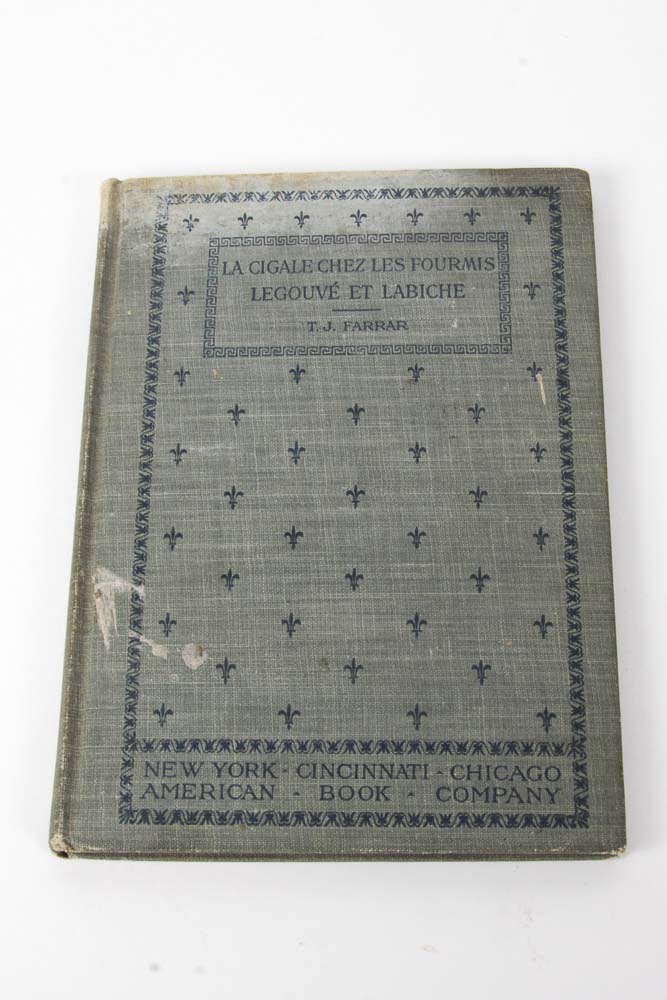 LA CIGALE CHEZ LES FOURMIS
LEGOUVÉ ET LABICHE
T. J. FARRAR
NEW YORK - CINCINNATI - CHICAGO
AMERICAN - BOOK - COMPANY